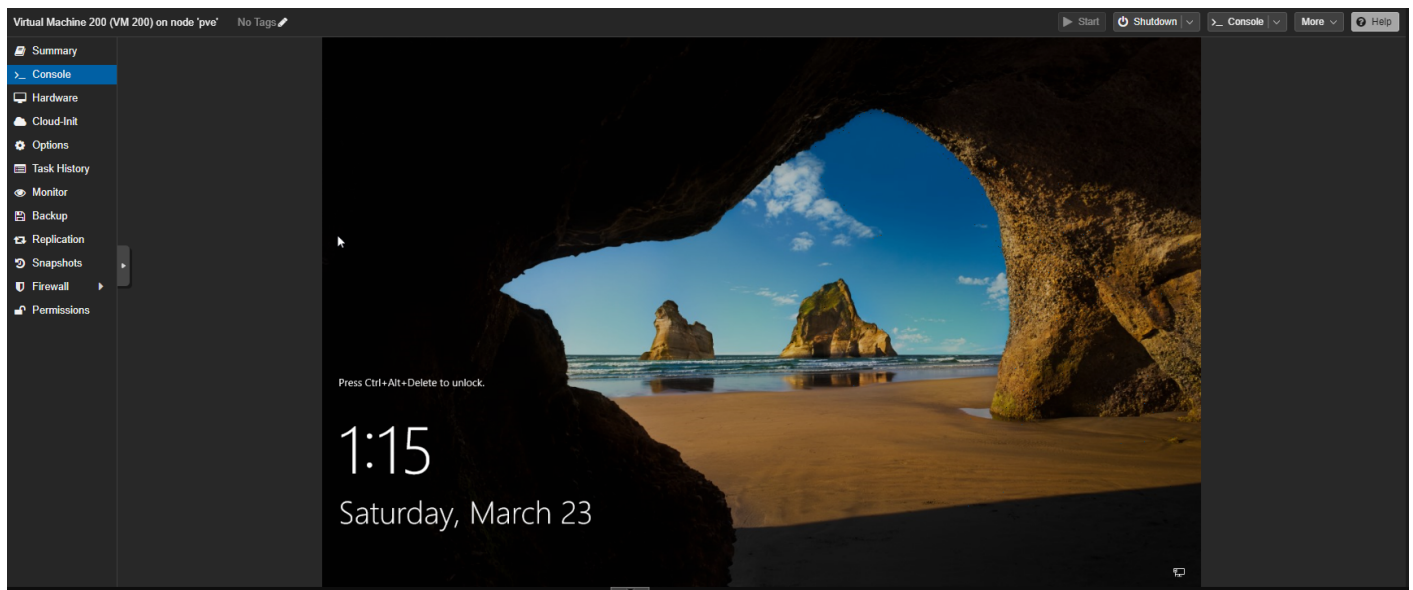 Virtual Machine 200 (VM 200) on node 'pve' No Tags Start Shutdown >_ Console More Help
Summary
>_ Console
Hardware
Cloud-Init
Options
Task History
Monitor
Backup
Replication
Snapshots
Firewall
Permissions
Press Ctrl+Alt+Delete to unlock.
1:15
Saturday, March 23